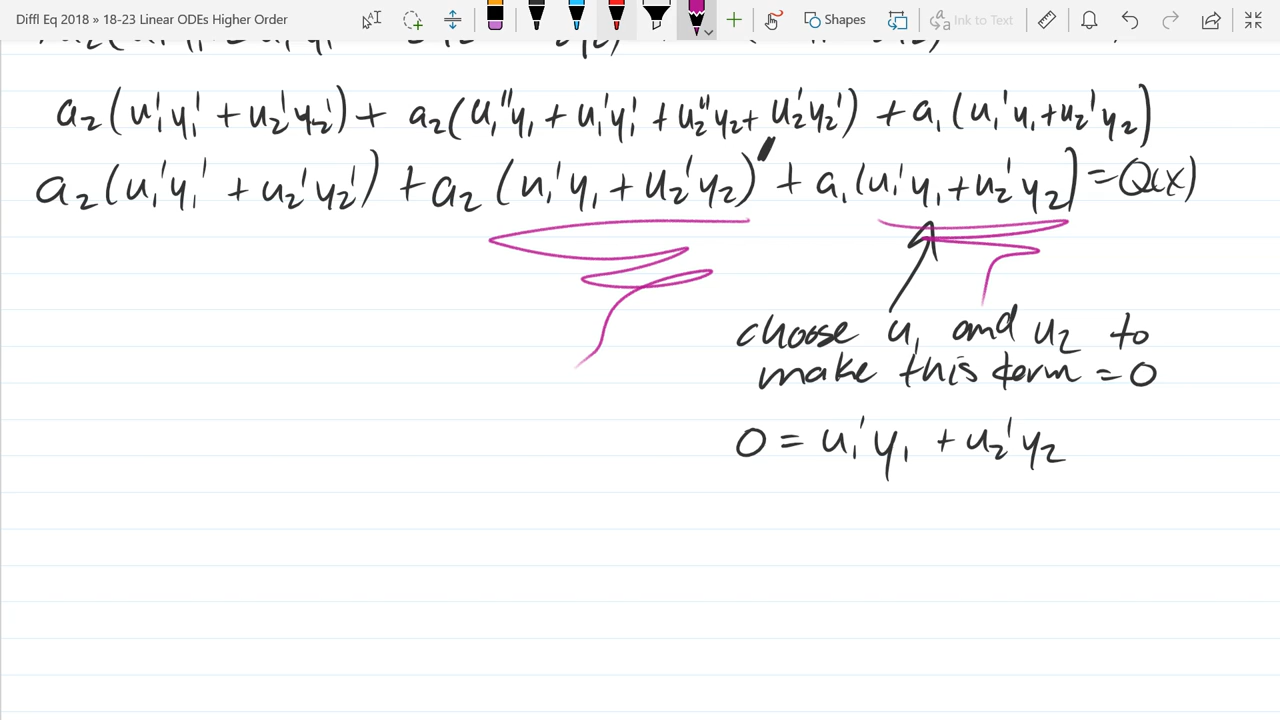 Diffl Eq 2018 » 18-23 Linear ODEs Higher Order
Shapes
Ink to Text
a₂(u₁'y₁' + u₂'y₂') + a₂(u₁''y₁ + u₁'y₁' + u₂''y₂ + u₂'y₂') + a₁(u₁'y₁+u₂'y₂)
a₂(u₁'y₁' + u₂'y₂') + a₂(u₁'y₁ + u₂'y₂)' + a₁(u₁'y₁+u₂'y₂) = Q(x)
choose u₁ and u₂ to
make this term = 0
0 = u₁'y₁ + u₂'y₂